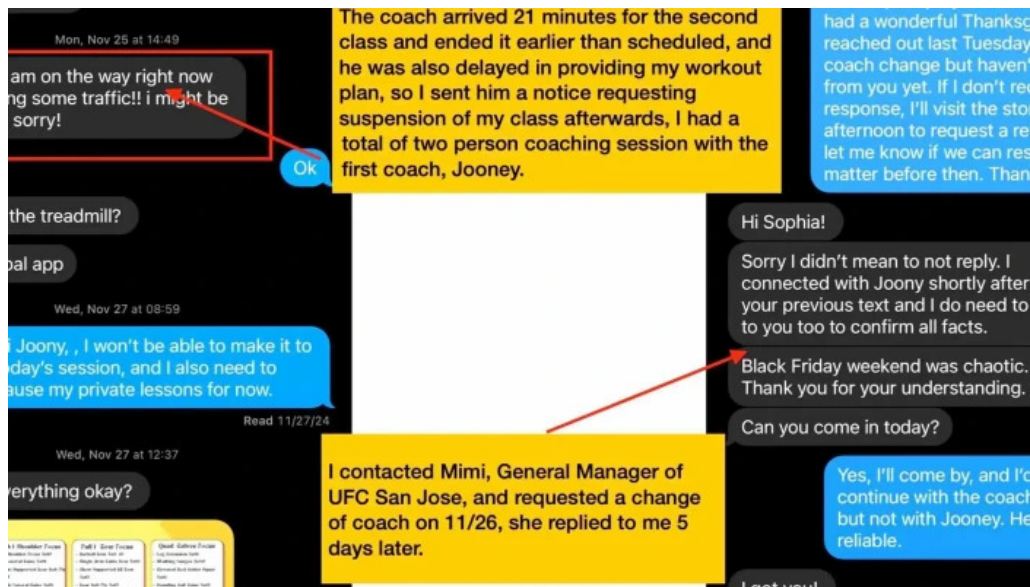 Mon, Nov 25 at 14:49
am on the way right now
ng some traffic!! i might be
sorry!
Ok
the treadmill?
oal app
Wed, Nov 27 at 08:59
i Joony, , I won't be able to make it to
oday's session, and I also need to
ause my private lessons for now.
Read 11/27/24
Wed, Nov 27 at 12:37
verything okay?
The coach arrived 21 minutes for the second
class and ended it earlier than scheduled, and
he was also delayed in providing my workout
plan, so I sent him a notice requesting
suspension of my class afterwards, I had a
total of two person coaching session with the
first coach, Jooney.
I contacted Mimi, General Manager of
UFC San Jose, and requested a change
of coach on 11/26, she replied to me 5
days later.
had a wonderful Thanksg
reached out last Tuesday
coach change but haven'
from you yet. If I don't rec
response, I'll visit the sto
afternoon to request a re
let me know if we can res
matter before then. Than
Hi Sophia!
Sorry I didn't mean to not reply. I
connected with Joony shortly after
your previous text and I do need to
to you too to confirm all facts.
Black Friday weekend was chaotic.
Thank you for your understanding.
Can you come in today?
Yes, I'll come by, and I'd
continue with the coach
but not with Jooney. He
reliable.
I got you!